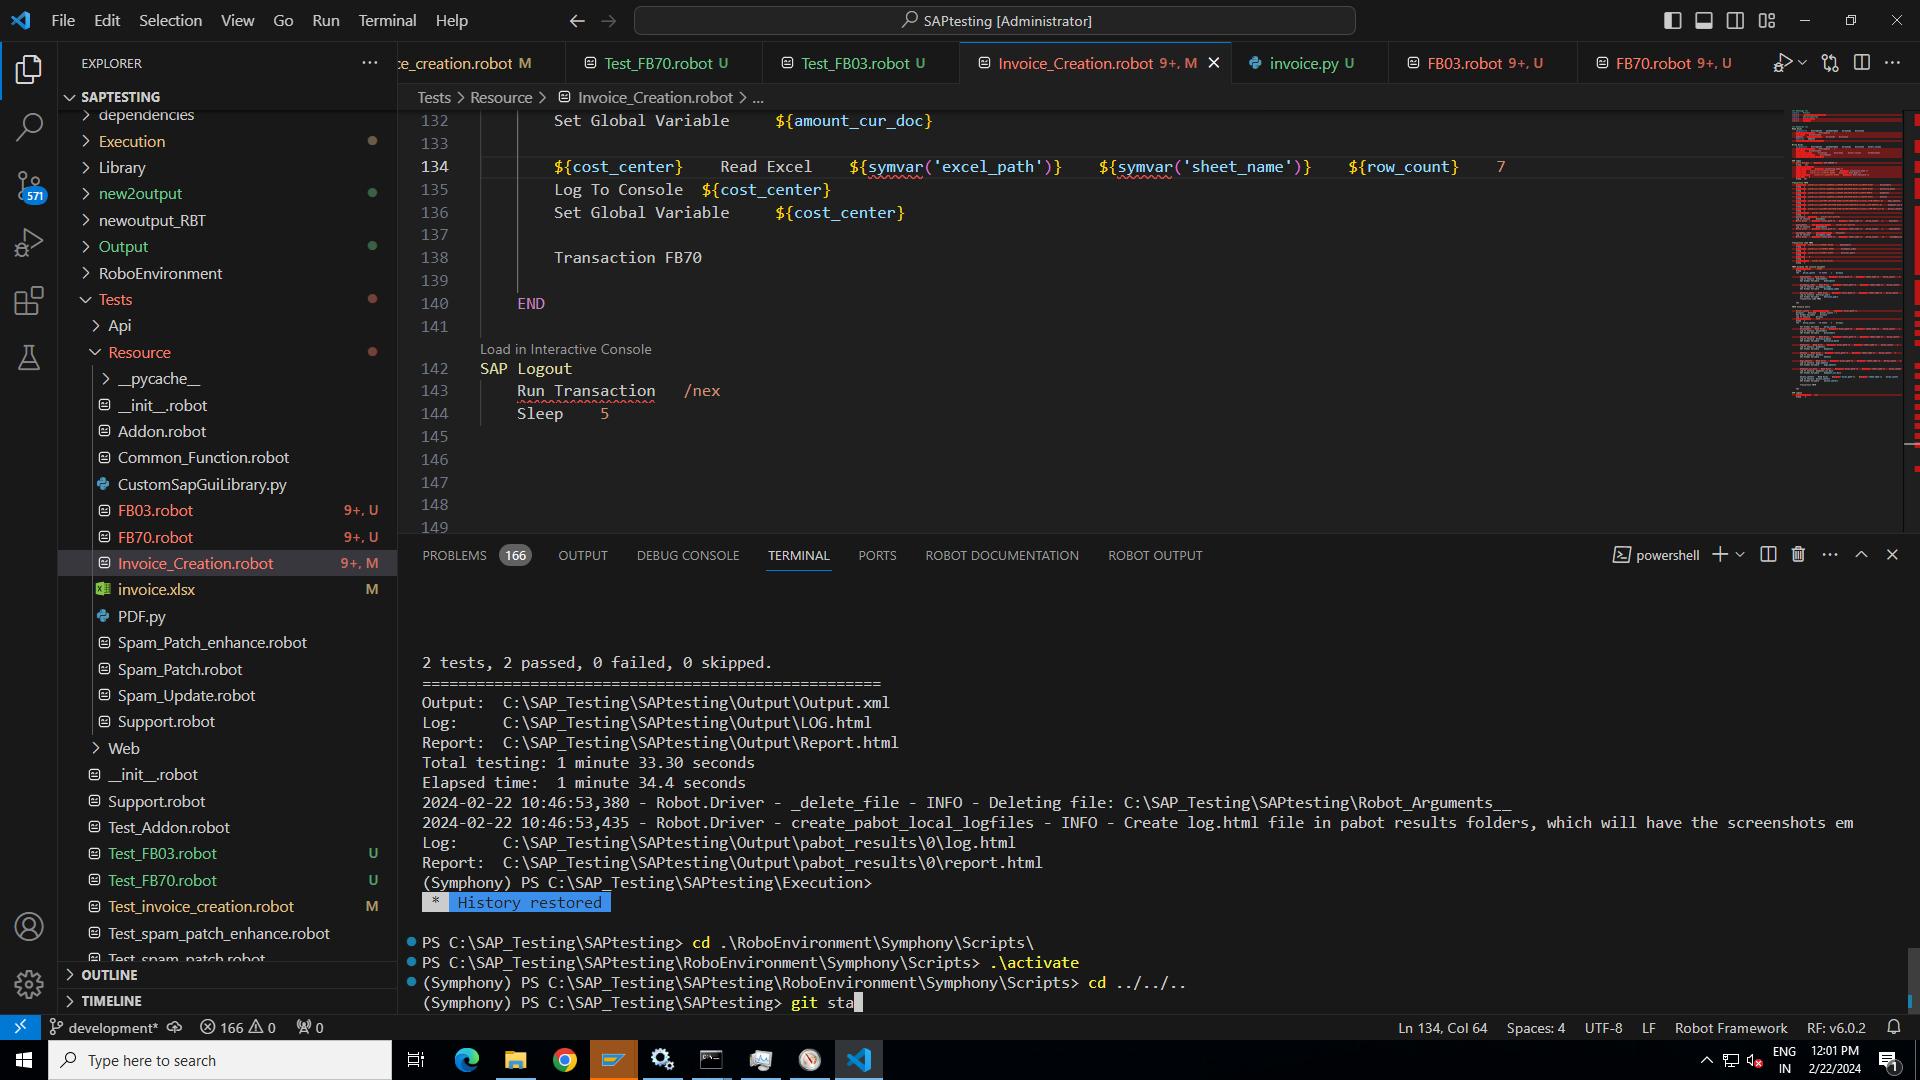 File Edit Selection View Go Run Terminal Help
SAPtesting [Administrator]
EXPLORER
ce_creation.robot M
Test_FB70.robot U
Test_FB03.robot U
Invoice_Creation.robot 9+, M
invoice.py U
FB03.robot 9+, U
FB70.robot 9+, U
SAPTESTING
Tests > Resource > Invoice_Creation.robot > ...
dependencies
Execution
Library
new2output
newoutput_RBT
Output
RoboEnvironment
Tests
Api
Resource
__pycache__
__init__.robot
Addon.robot
Common_Function.robot
CustomSapGuiLibrary.py
FB03.robot 9+, U
FB70.robot 9+, U
Invoice_Creation.robot 9+, M
invoice.xlsx M
PDF.py
Spam_Patch_enhance.robot
Spam_Patch.robot
Spam_Update.robot
Support.robot
Web
__init__.robot
Support.robot
Test_Addon.robot
Test_FB03.robot U
Test_FB70.robot U
Test_invoice_creation.robot M
Test_spam_patch_enhance.robot
Test_spam_patch.robot
OUTLINE
TIMELINE
571
132 Set Global Variable ${amount_cur_doc}
133
134 ${cost_center} Read Excel ${symvar('excel_path')} ${symvar('sheet_name')} ${row_count} 7
135 Log To Console ${cost_center}
136 Set Global Variable ${cost_center}
137
138 Transaction FB70
139
140 END
141
Load in Interactive Console
142 SAP Logout
143 Run Transaction /nex
144 Sleep 5
145
146
147
148
149
PROBLEMS 166 OUTPUT DEBUG CONSOLE TERMINAL PORTS ROBOT DOCUMENTATION ROBOT OUTPUT
powershell
2 tests, 2 passed, 0 failed, 0 skipped.
===================================================
Output: C:\SAP_Testing\SAPtesting\Output\Output.xml
Log: C:\SAP_Testing\SAPtesting\Output\LOG.html
Report: C:\SAP_Testing\SAPtesting\Output\Report.html
Total testing: 1 minute 33.30 seconds
Elapsed time: 1 minute 34.4 seconds
2024-02-22 10:46:53,380 - Robot.Driver - _delete_file - INFO - Deleting file: C:\SAP_Testing\SAPtesting\Robot_Arguments__
2024-02-22 10:46:53,435 - Robot.Driver - create_pabot_local_logfiles - INFO - Create log.html file in pabot results folders, which will have the screenshots em
Log: C:\SAP_Testing\SAPtesting\Output\pabot_results\0\log.html
Report: C:\SAP_Testing\SAPtesting\Output\pabot_results\0\report.html
(Symphony) PS C:\SAP_Testing\SAPtesting\Execution>
* History restored
PS C:\SAP_Testing\SAPtesting> cd .\RoboEnvironment\Symphony\Scripts\
PS C:\SAP_Testing\SAPtesting\RoboEnvironment\Symphony\Scripts> .\activate
(Symphony) PS C:\SAP_Testing\SAPtesting\RoboEnvironment\Symphony\Scripts> cd ../../..
(Symphony) PS C:\SAP_Testing\SAPtesting> git sta
development* 166 0 0
Ln 134, Col 64 Spaces: 4 UTF-8 LF Robot Framework RF: v6.0.2
Type here to search
ENG
IN
12:01 PM
2/22/2024
1